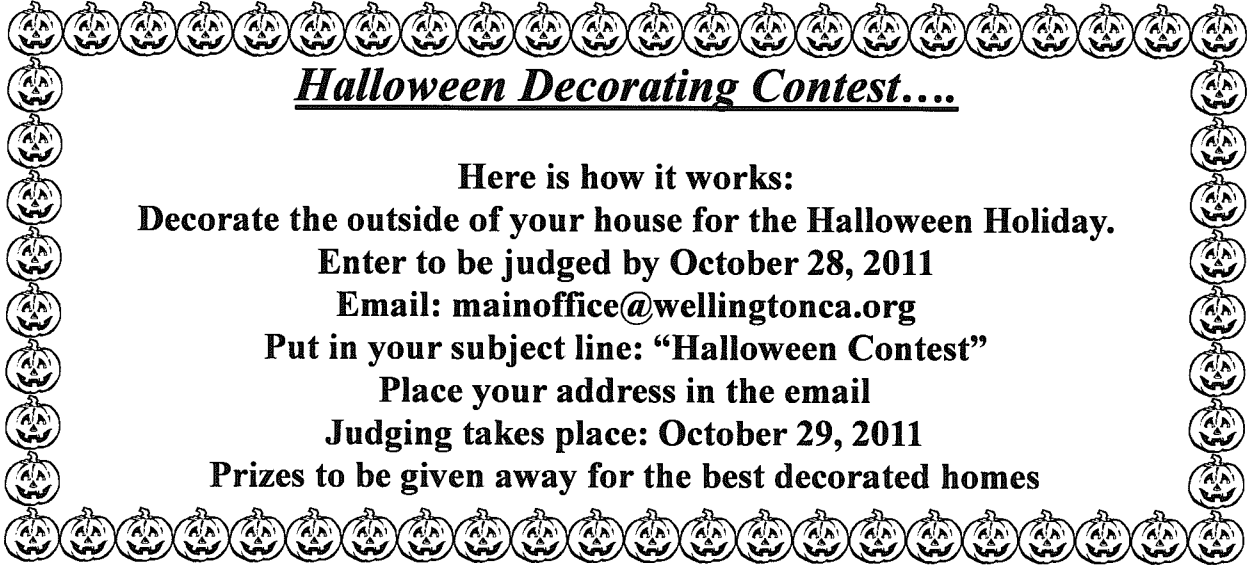 Halloween Decorating Contest....
Here is how it works:
Decorate the outside of your house for the Halloween Holiday.
Enter to be judged by October 28, 2011
Email: mainoffice@wellingtonca.org
Put in your subject line: “Halloween Contest”
Place your address in the email
Judging takes place: October 29, 2011
Prizes to be given away for the best decorated homes